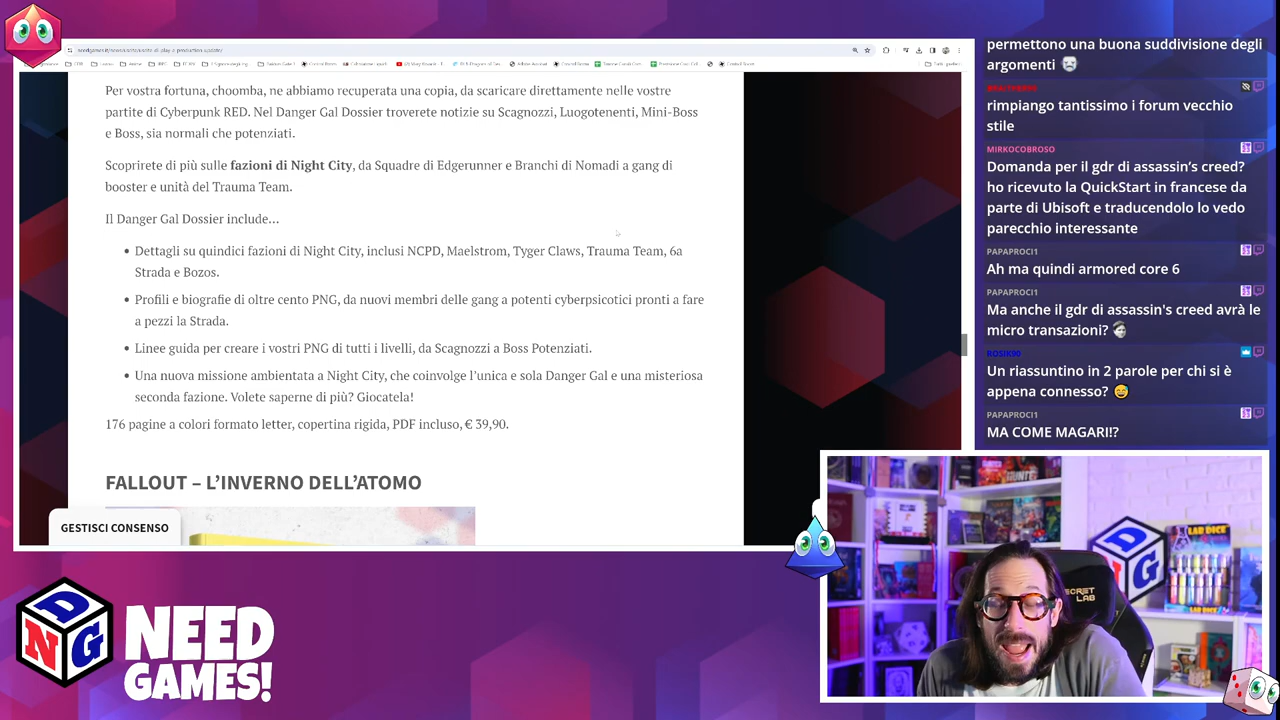 Per vostra fortuna, choomba, ne abbiamo recuperata una copia, da scaricare direttamente nelle vostre
partite di Cyberpunk RED. Nel Danger Gal Dossier troverete notizie su Scagnozzi, Luogotenenti, Mini-Boss
e Boss, sia normali che potenziati.
Scoprirete di più sulle fazioni di Night City, da Squadre di Edgerunner e Branchi di Nomadi a gang di
booster e unità del Trauma Team.
Il Danger Gal Dossier include…
• Dettagli su quindici fazioni di Night City, inclusi NCPD, Maelstrom, Tyger Claws, Trauma Team, 6a
Strada e Bozos.
• Profili e biografie di oltre cento PNG, da nuovi membri delle gang a potenti cyberpsicotici pronti a fare
a pezzi la Strada.
• Linee guida per creare i vostri PNG di tutti i livelli, da Scagnozzi a Boss Potenziati.
• Una nuova missione ambientata a Night City, che coinvolge l’unica e sola Danger Gal e una misteriosa
seconda fazione. Volete saperne di più? Giocatela!
176 pagine a colori formato letter, copertina rigida, PDF incluso, € 39,90.
FALLOUT – L’INVERNO DELL’ATOMO
GESTISCI CONSENSO
permettono una buona suddivisione degli
argomenti
rimpiango tantissimo i forum vecchio
stile
MIRKOCOBROSO
Domanda per il gdr di assassin’s creed?
ho ricevuto la QuickStart in francese da
parte di Ubisoft e traducendolo lo vedo
parecchio interessante
PAPAPROCI1
Ah ma quindi armored core 6
PAPAPROCI1
Ma anche il gdr di assassin's creed avrà le
micro transazioni?
ROSIK90
Un riassuntino in 2 parole per chi si è
appena connesso? 😅
PAPAPROCI1
MA COME MAGARI!?
D
N
G
NEED
GAMES!
D
N
G
LAB DICE
SECRET
LAB